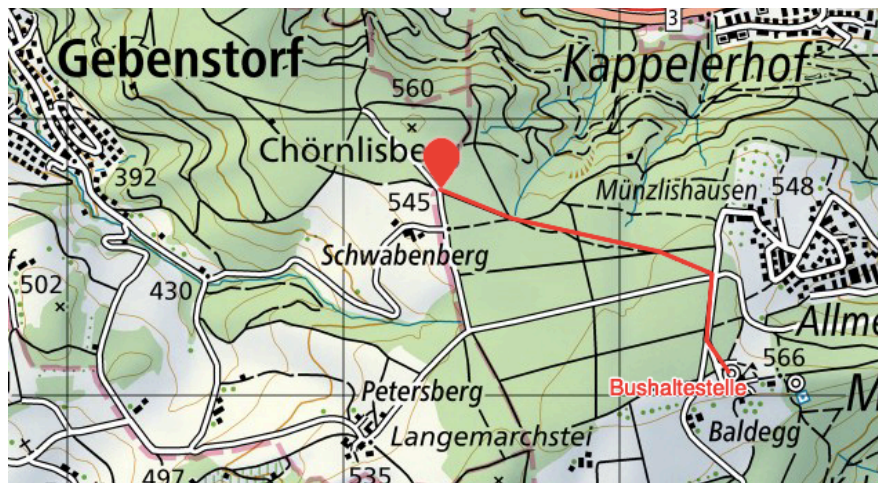 3
Gebenstorf
Kappelerhof
560
Chörnlisbe
392
Münzlishausen
548
545
Schwabenberg
502
430
Allme
566
Petersberg
Bushaltestelle
M
Langemarchstei
Baldegg
497
535